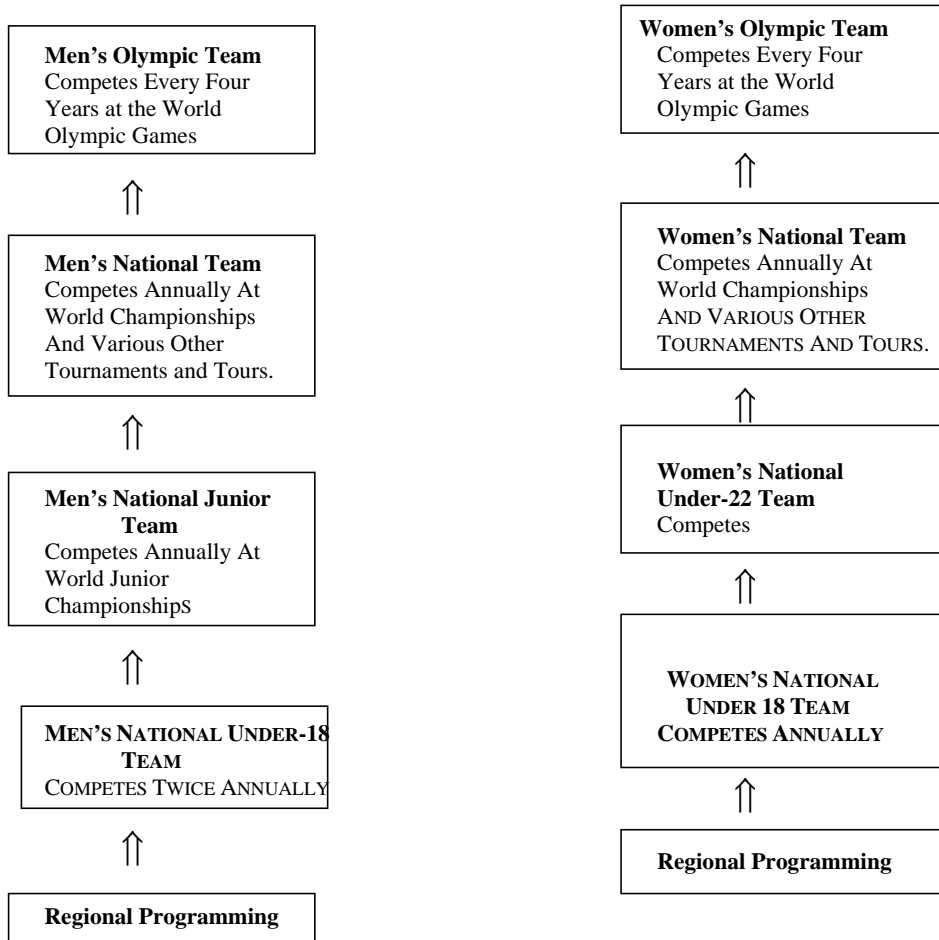 Men’s Olympic Team
Competes Every Four
Years at the World
Olympic Games
⇑
Men’s National Team
Competes Annually At
World Championships
And Various Other
Tournaments and Tours.
⇑
Men’s National Junior
Team
Competes Annually At
World Junior
ChampionshipS
⇑
MEN’S NATIONAL UNDER-18
TEAM
COMPETES TWICE ANNUALLY
⇑
Regional Programming
Women’s Olympic Team
Competes Every Four
Years at the World
Olympic Games
⇑
Women’s National Team
Competes Annually At
World Championships
AND VARIOUS OTHER
TOURNAMENTS AND TOURS.
⇑
Women’s National
Under-22 Team
Competes
⇑
WOMEN’S NATIONAL
UNDER 18 TEAM
COMPETES ANNUALLY
⇑
Regional Programming